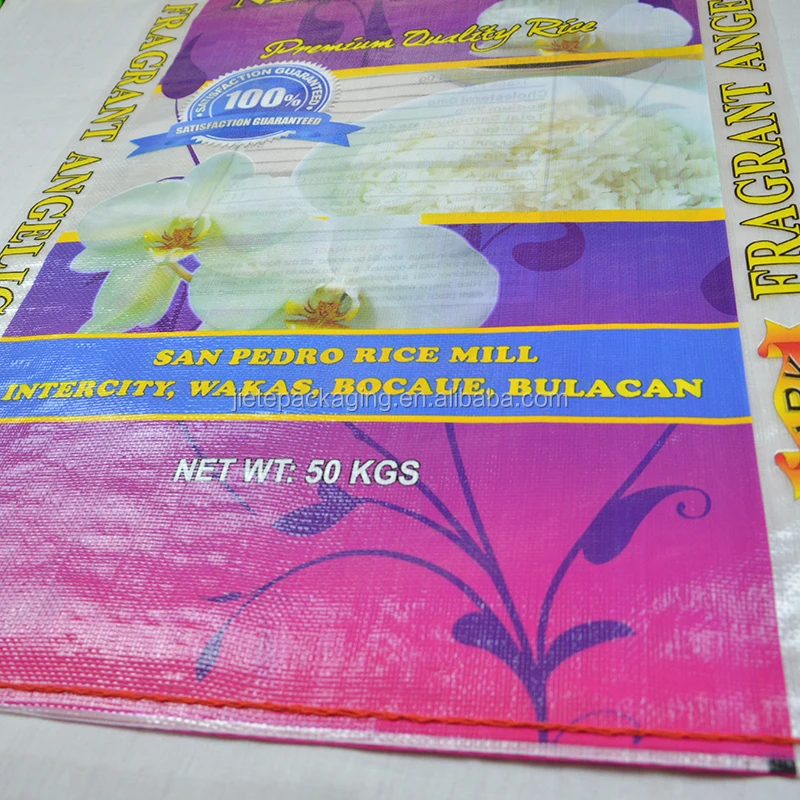 Premium Quality Rice
SATISFACTION GUARANTEED
100%
SATISFACTION GUARANTEED
FRAGRANT ANGELIC
FRAGRANT ANGE
SAN PEDRO RICE MILL
INTERCITY, WAKAS, BOCAUE, BULACAN
jietepackaging.en.alibaba.com
NET WT: 50 KGS